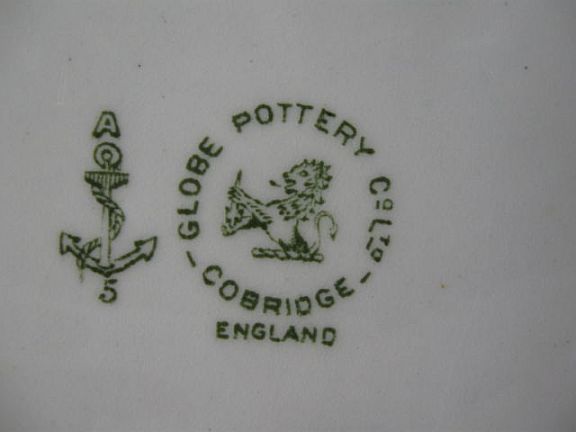 A
5
GLOBE POTTERY Cº LTD
COBRIDGE
ENGLAND